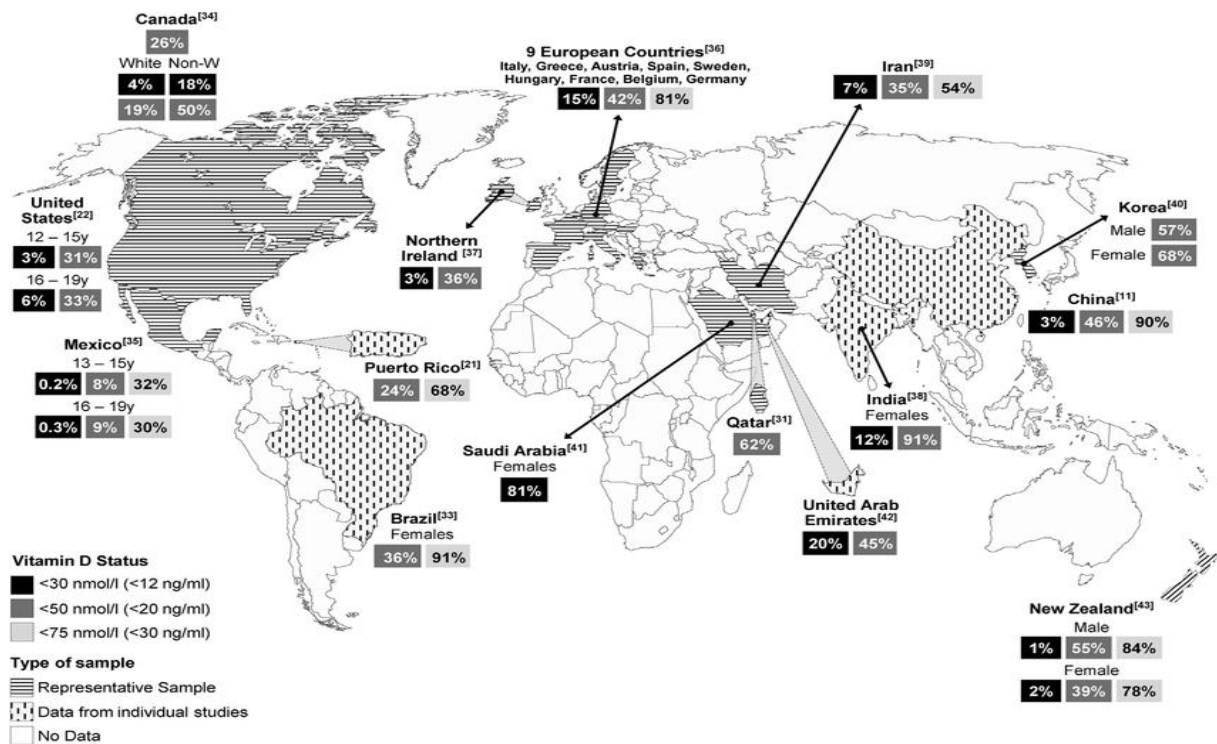 Canada[34]
26%
White Non-W
4% 18%
19% 50%
9 European Countries[36]
Italy, Greece, Austria, Spain, Sweden,
Hungary, France, Belgium, Germany
15% 42% 81%
Iran[39]
7% 35% 54%
United
States[22]
12 – 15y
3% 31%
16 – 19y
6% 33%
Northern
Ireland [37]
3% 36%
Korea[40]
Male 57%
Female 68%
China[11]
3% 46% 90%
Mexico[35]
13 – 15y
0.2% 8% 32%
16 – 19y
0.3% 9% 30%
Puerto Rico[21]
24% 68%
India[38]
Females
12% 91%
Qatar[31]
62%
Saudi Arabia[41]
Females
81%
United Arab
Emirates[42]
20% 45%
Brazil[33]
Females
36% 91%
New Zealand[43]
Male
1% 55% 84%
Female
2% 39% 78%
Vitamin D Status
<30 nmol/l (<12 ng/ml)
<50 nmol/l (<20 ng/ml)
<75 nmol/l (<30 ng/ml)
Type of sample
Representative Sample
Data from individual studies
No Data